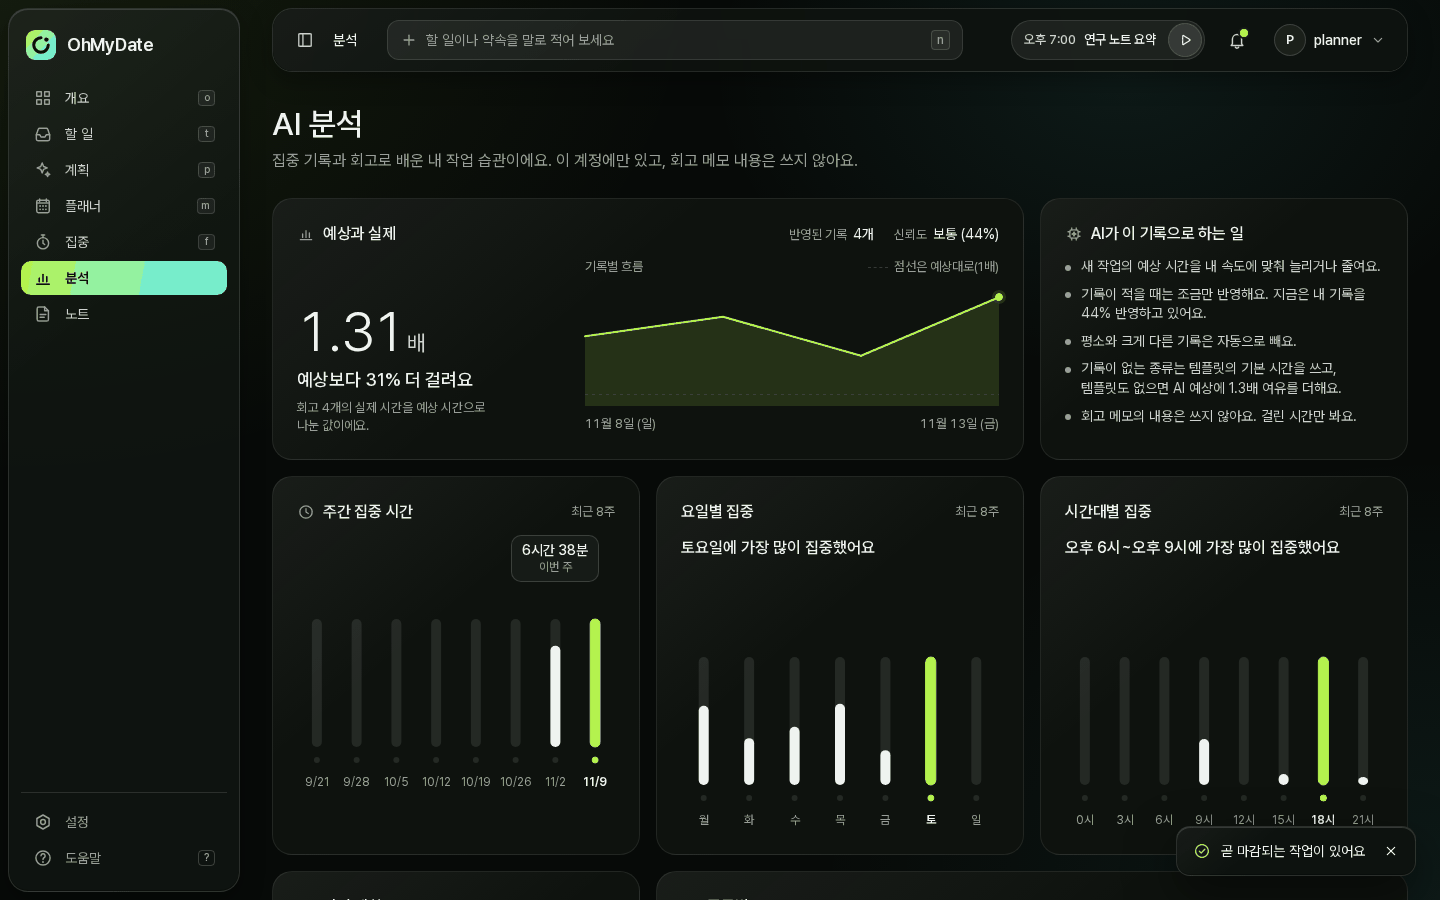 OhMyDate
개요 o
할 일 t
계획 p
플래너 m
집중 f
분석
노트
설정
도움말 ?
분석
할 일이나 약속을 말로 적어 보세요 n
오후 7:00 연구 노트 요약
P planner
AI 분석
집중 기록과 회고로 배운 내 작업 습관이에요. 이 계정에만 있고, 회고 메모 내용은 쓰지 않아요.
예상과 실제
반영된 기록 4개 신뢰도 보통 (44%)
기록별 흐름
점선은 예상대로(1배)
1.31 배
예상보다 31% 더 걸려요
회고 4개의 실제 시간을 예상 시간으로
나눈 값이에요.
11월 8일 (일)
11월 13일 (금)
AI가 이 기록으로 하는 일
새 작업의 예상 시간을 내 속도에 맞춰 늘리거나 줄여요.
기록이 적을 때는 조금만 반영해요. 지금은 내 기록을
44% 반영하고 있어요.
평소와 크게 다른 기록은 자동으로 빼요.
기록이 없는 종류는 템플릿의 기본 시간을 쓰고,
템플릿도 없으면 AI 예상에 1.3배 여유를 더해요.
회고 메모의 내용은 쓰지 않아요. 걸린 시간만 봐요.
주간 집중 시간
최근 8주
6시간 38분
이번 주
9/21 9/28 10/5 10/12 10/19 10/26 11/2 11/9
요일별 집중
최근 8주
토요일에 가장 많이 집중했어요
월 화 수 목 금 토 일
시간대별 집중
최근 8주
오후 6시~오후 9시에 가장 많이 집중했어요
0시 3시 6시 9시 12시 15시 18시 21시
곧 마감되는 작업이 있어요